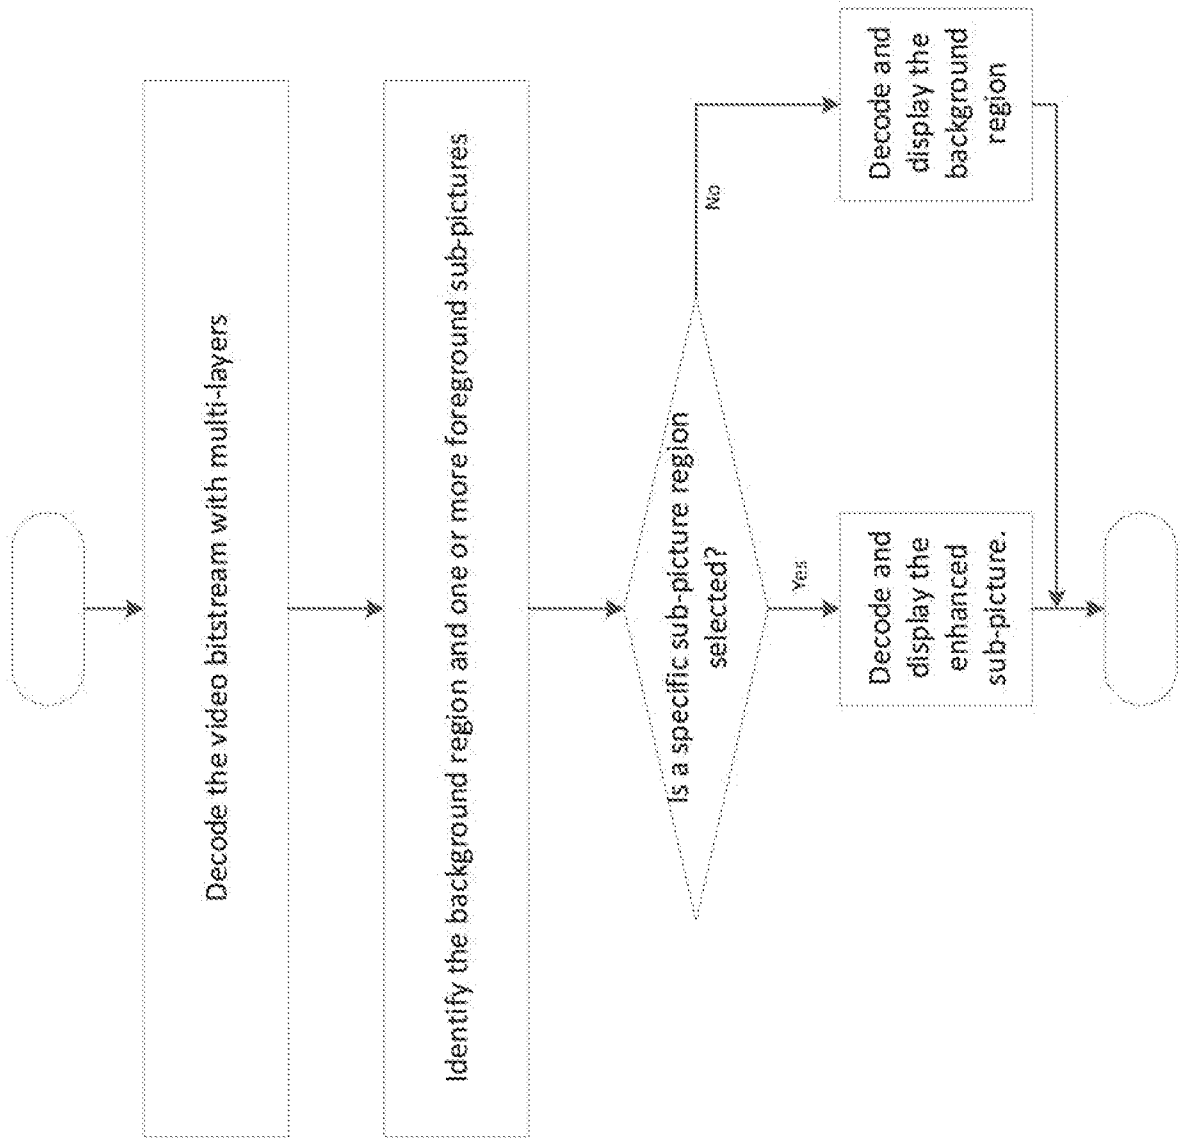 Decode the video bitstream with multi-layers
Identify the background region and one or more foreground sub-pictures
Is a specific sub-picture region
selected?
Yes
No
Decode and
display the
enhanced
sub-picture.
Decode and
display the
background
region